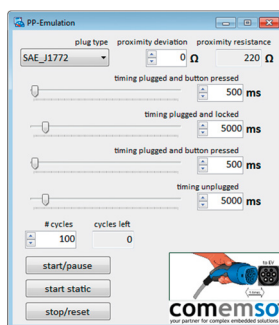 PP-Emulation
plug type proximity deviation proximity resistance
SAE_J1772 0 Ω 220 Ω
timing plugged and button pressed
500 ms
timing plugged and locked
5000 ms
timing plugged and button pressed
500 ms
timing unplugged
5000 ms
# cycles cycles left
100 0
start/pause
start static
stop/reset
to EV
comemso
your partner for complex embedded solutions